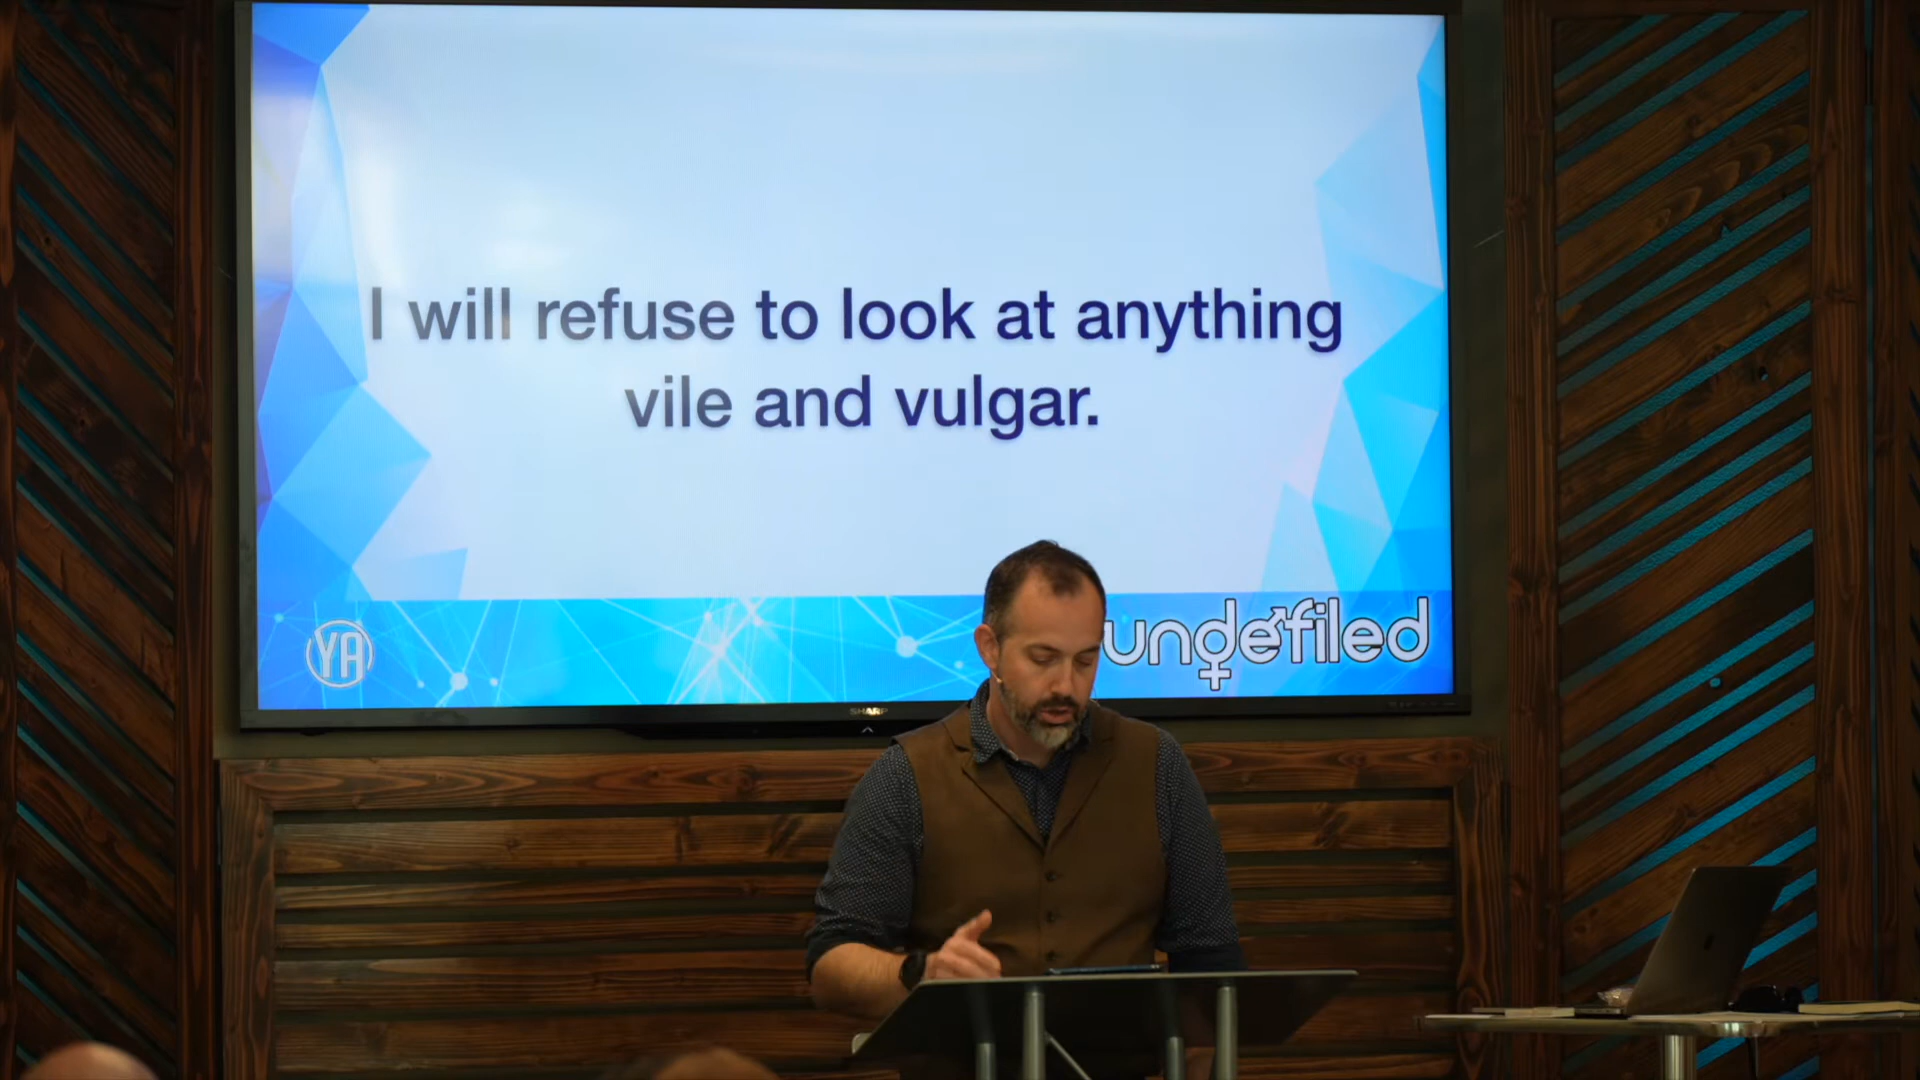 I will refuse to look at anything
vile and vulgar.
YA
undefiled
SHARP